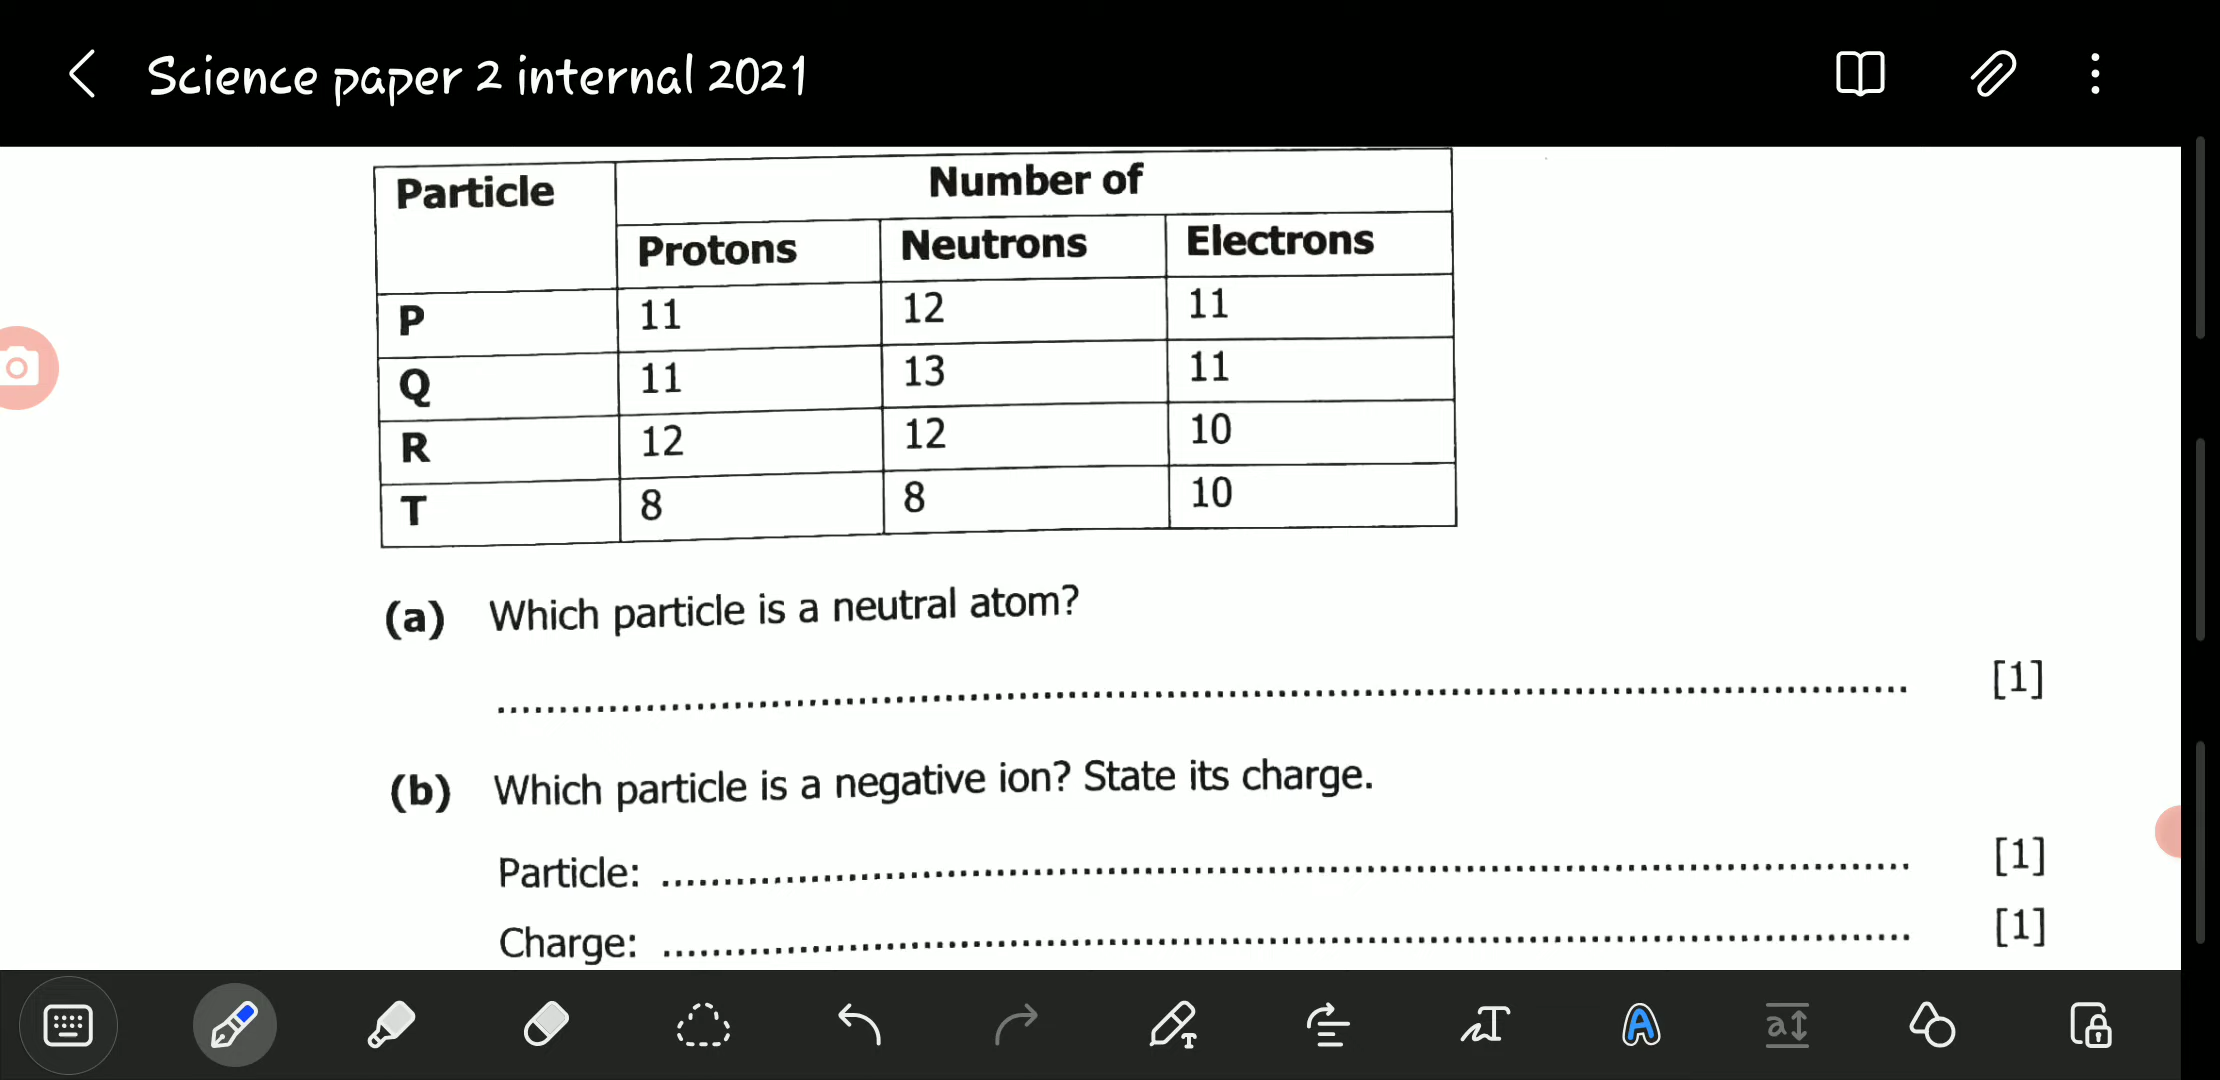 Science paper 2 internal 2021
Particle
Number of
Protons
Neutrons
Electrons
P
11
12
11
Q
11
13
11
R
12
12
10
T
8
8
10
(a) Which particle is a neutral atom?
[1]
(b) Which particle is a negative ion? State its charge.
Particle: [1]
Charge: [1]